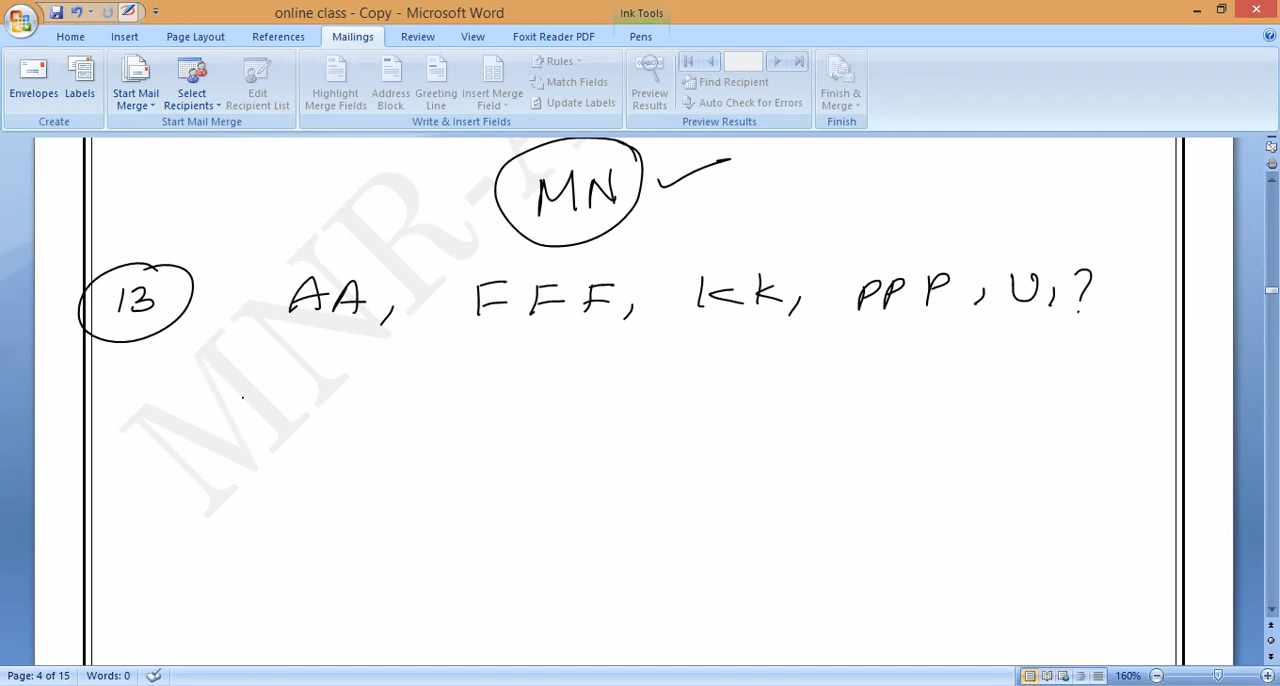 online class - Copy - Microsoft Word
Ink Tools
Home Insert Page Layout References Mailings Review View Foxit Reader PDF Pens
Envelopes Labels Start Mail Merge Select Recipients Edit Recipient List Highlight Merge Fields Address Block Greeting Line Insert Merge Field Rules Match Fields Update Labels Preview Results Find Recipient Auto Check for Errors Finish & Merge
Create Start Mail Merge Write & Insert Fields Preview Results Finish
MN
13 AA, FFF, KK, PPP, U, ?
MNR-A
Page: 4 of 15 Words: 0 160%